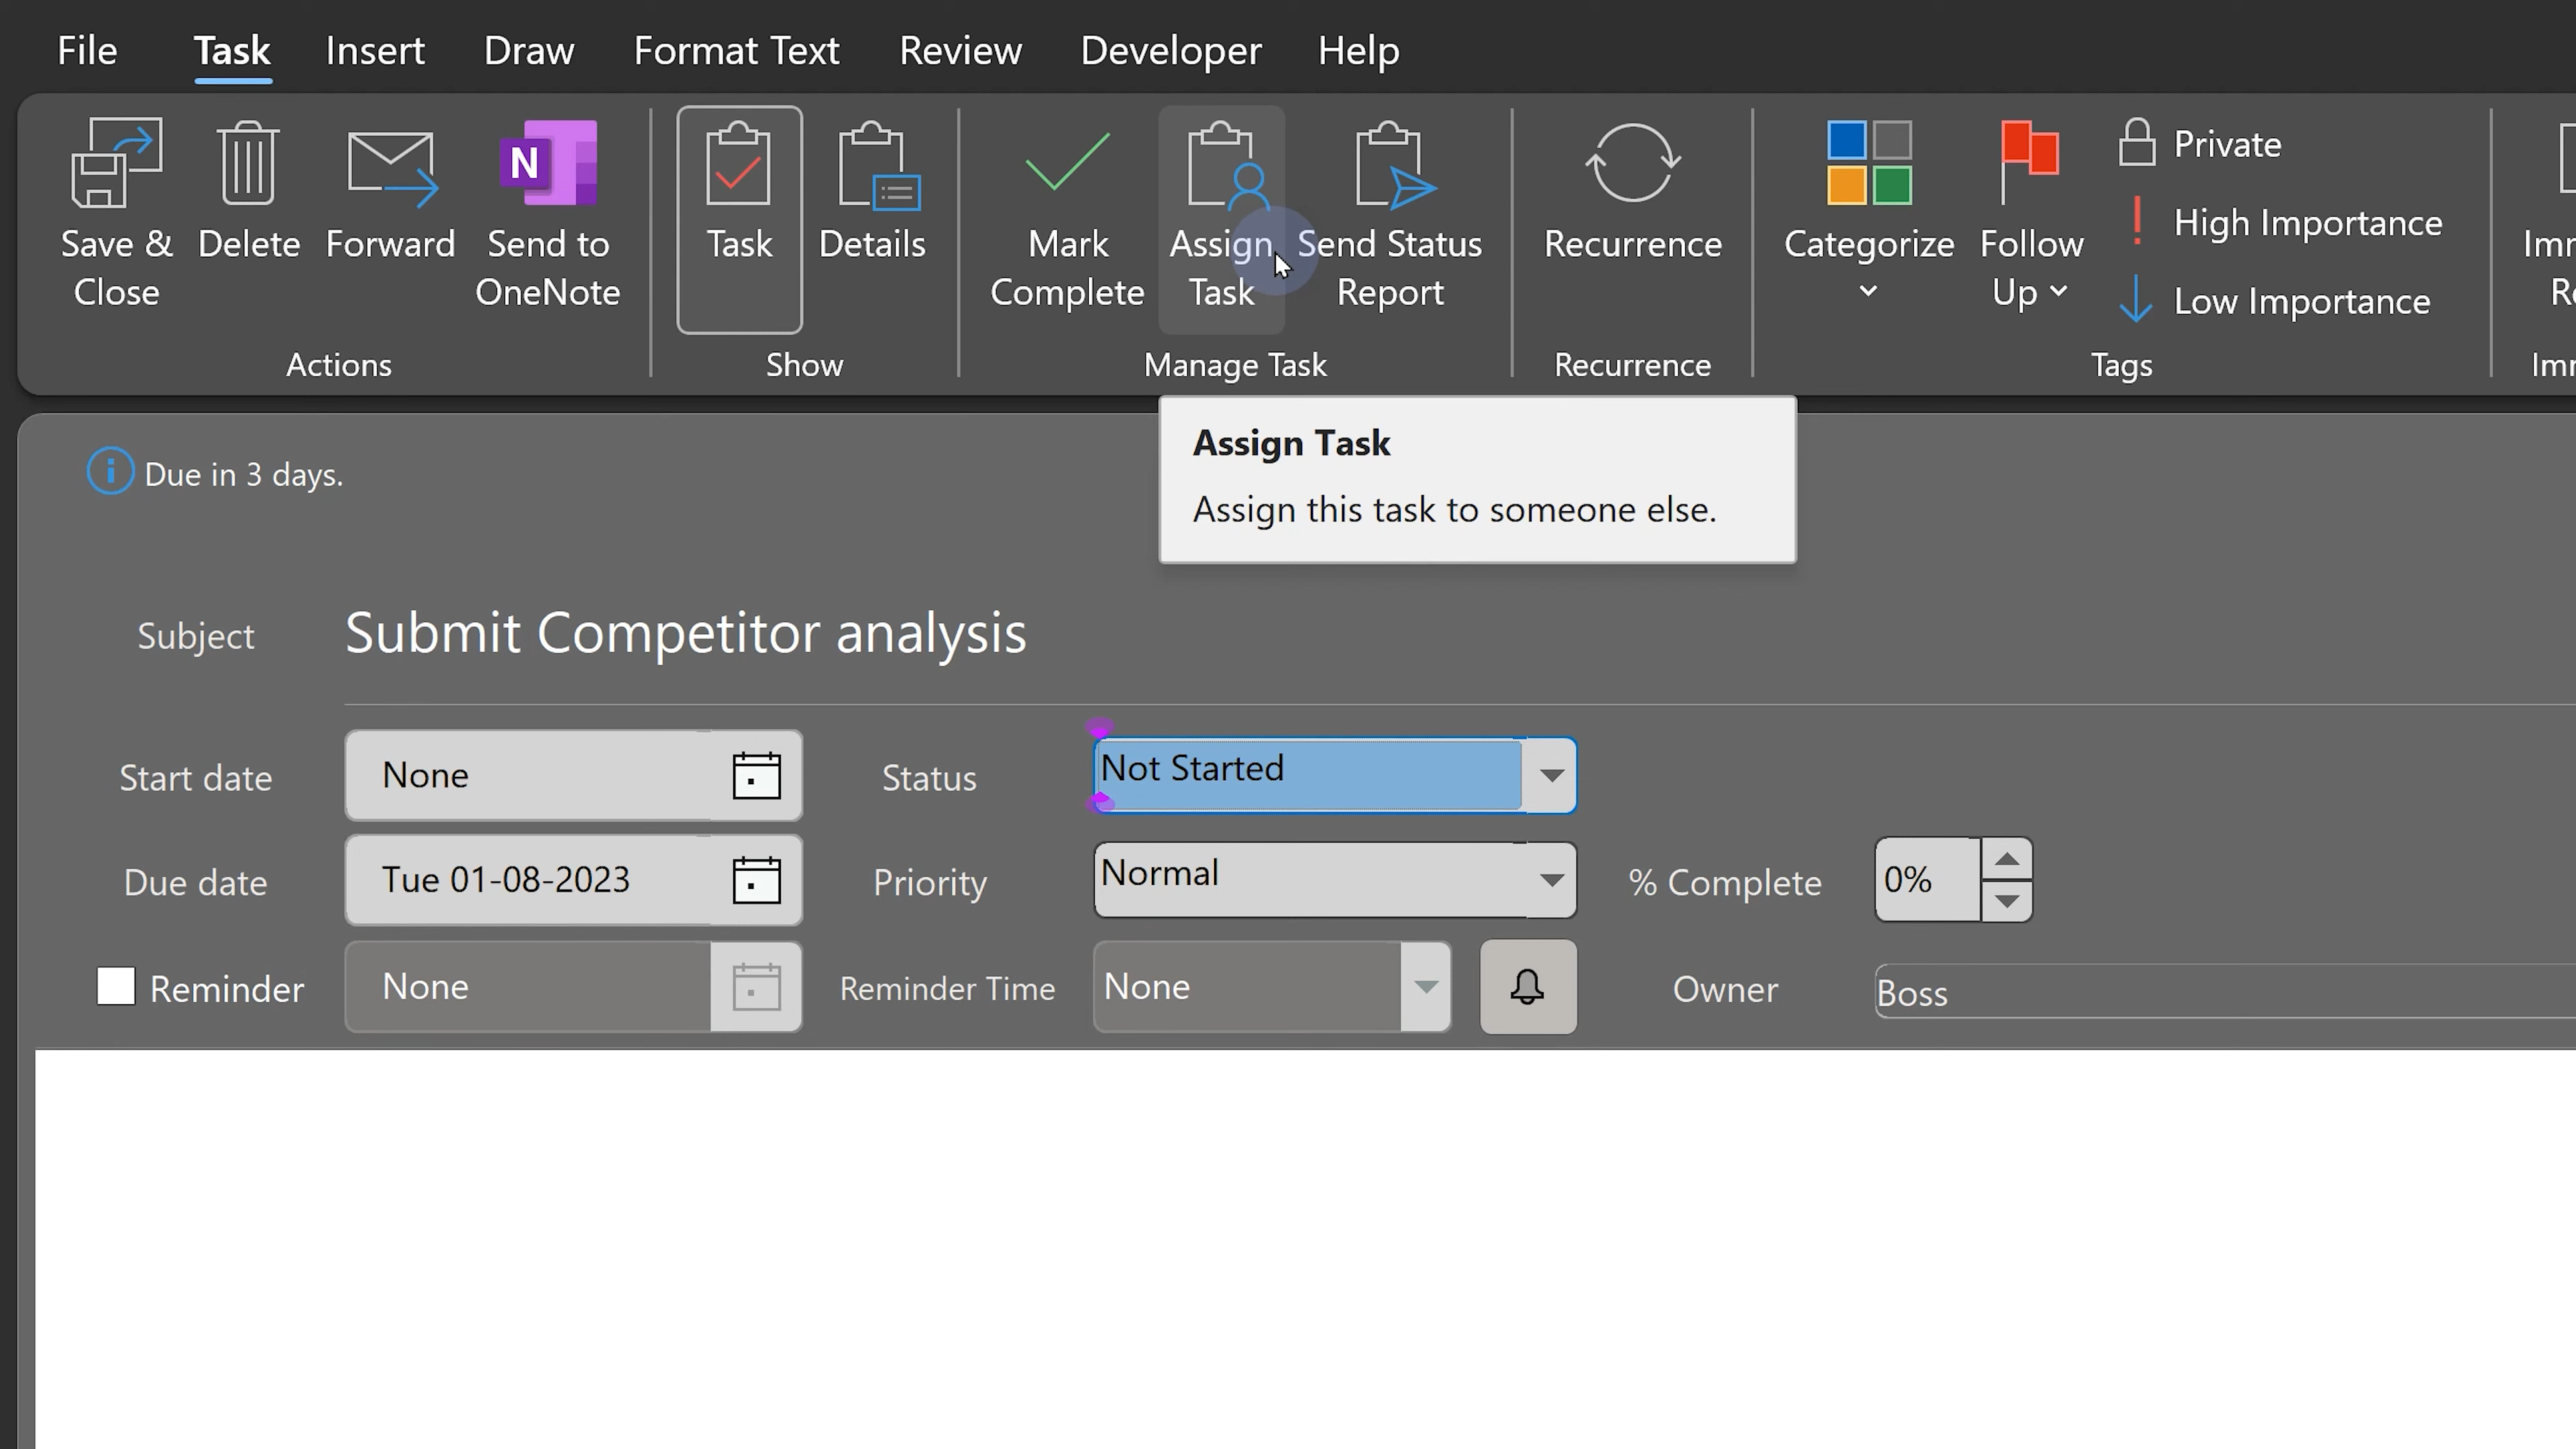 File Task Insert Draw Format Text Review Developer Help
Save & Close
Delete
Forward
N
Send to OneNote
Task
Details
Mark Complete
Assign Task
Send Status Report
Recurrence
Categorize
Follow Up
Private
High Importance
Low Importance
Actions Show Manage Task Recurrence Tags
Assign Task
Assign this task to someone else.
Due in 3 days.
Subject Submit Competitor analysis
Start date None Status Not Started
Due date Tue 01-08-2023 Priority Normal % Complete 0%
Reminder None Reminder Time None Owner Boss